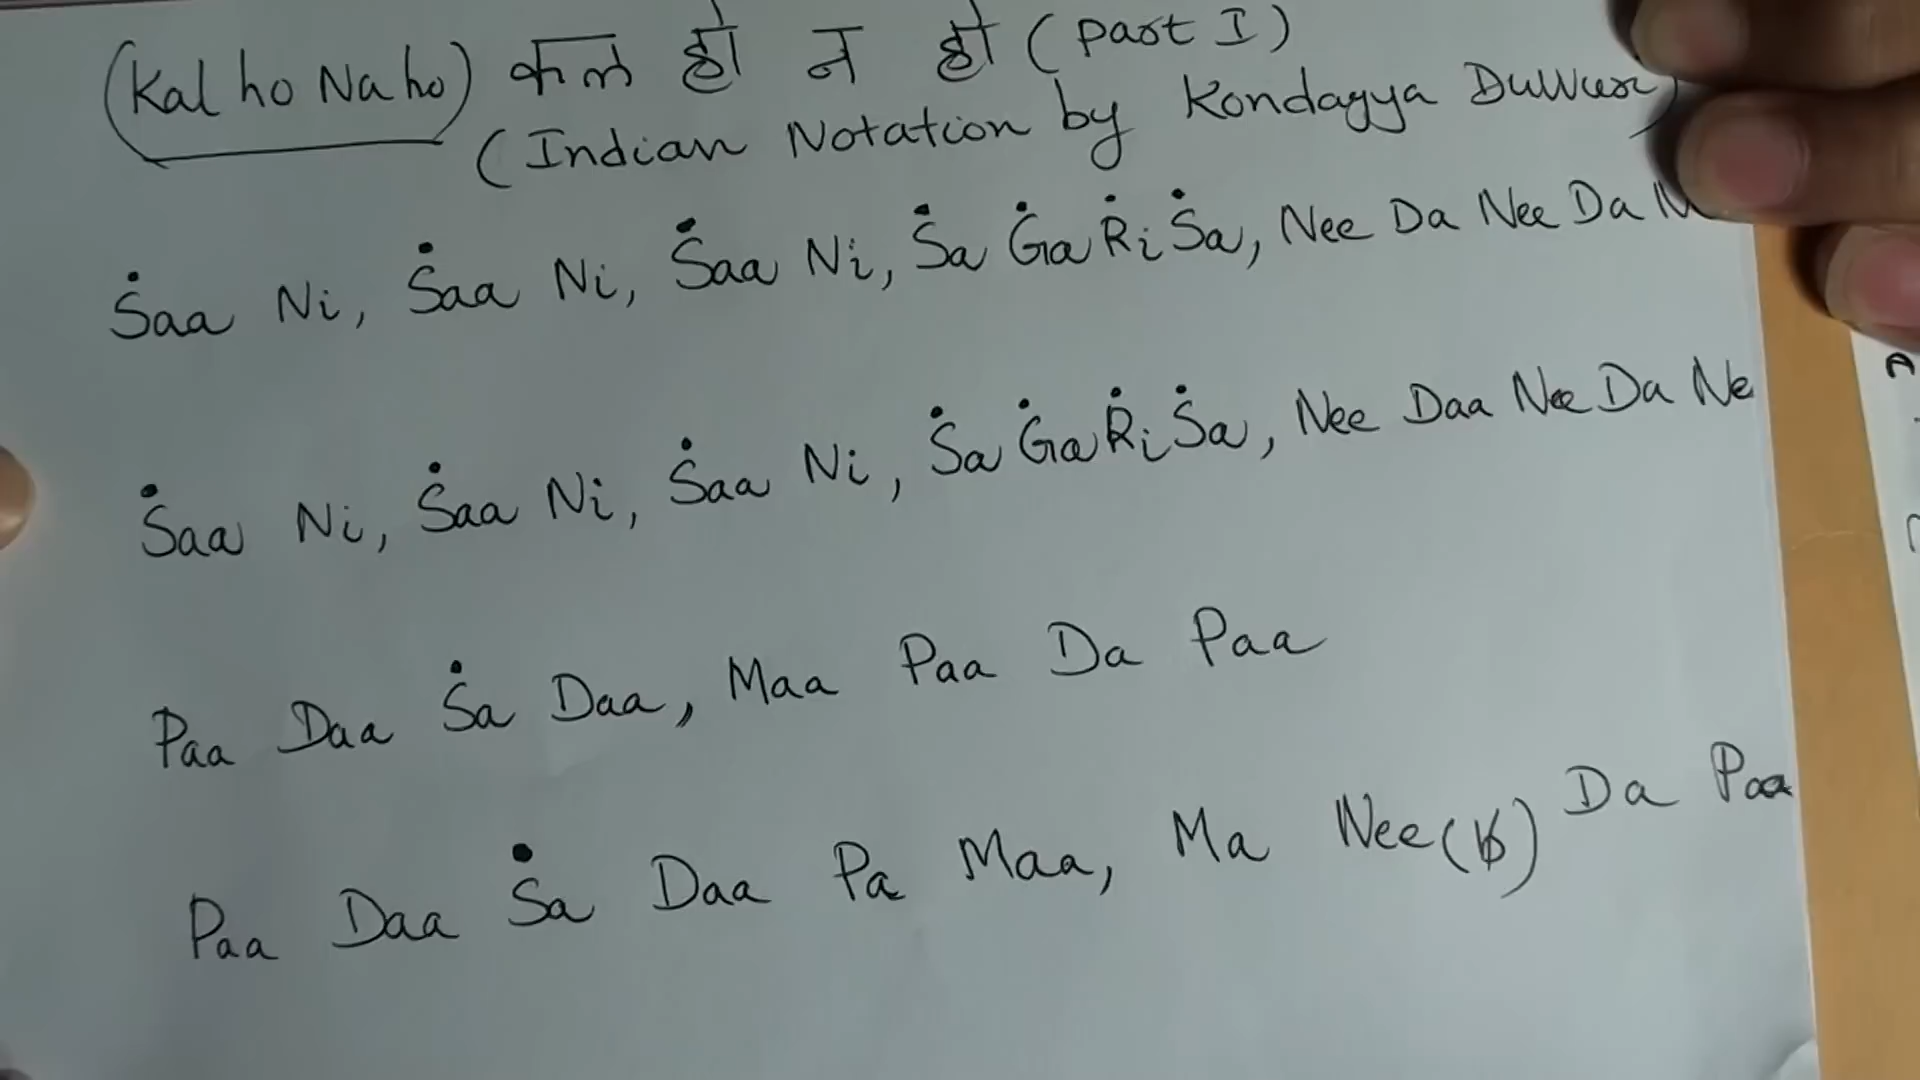 (Kal ho Na ho) कल हो न हो (Part I)
(Indian Notation by Kondagya Duvvur)
Ṡaa Ni, Ṡaa Ni, Ṡaa Ni, Ṡa Ġa Ṙi Ṡa, Nee Da Nee Da N
Ṡaa Ni, Ṡaa Ni, Ṡaa Ni, Ṡa Ġa Ṙi Ṡa, Nee Daa Nee Da Ne
Paa Daa Ṡa Daa, Maa Paa Da Paa
Paa Daa Ṡa Daa Pa Maa, Ma Nee(k) Da Paa
A